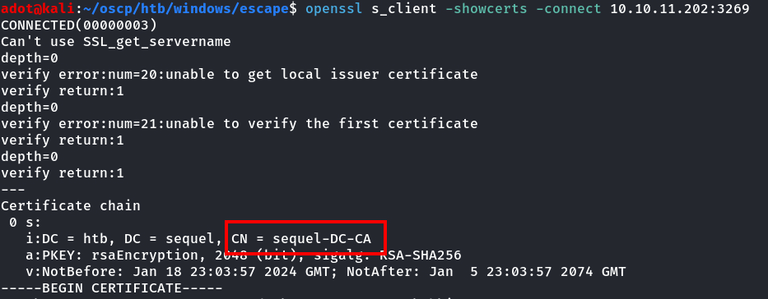 adot@kali:~/oscp/htb/windows/escape$ openssl s_client -showcerts -connect 10.10.11.202:3269
CONNECTED(00000003)
Can't use SSL_get_servername
depth=0
verify error:num=20:unable to get local issuer certificate
verify return:1
depth=0
verify error:num=21:unable to verify the first certificate
verify return:1
depth=0
verify return:1
---
Certificate chain
 0 s:
   i:DC = htb, DC = sequel, CN = sequel-DC-CA
   a:PKEY: rsaEncryption, 2048 (bit); sigalg: RSA-SHA256
   v:NotBefore: Jan 18 23:03:57 2024 GMT; NotAfter: Jan  5 23:03:57 2074 GMT
-----BEGIN CERTIFICATE-----